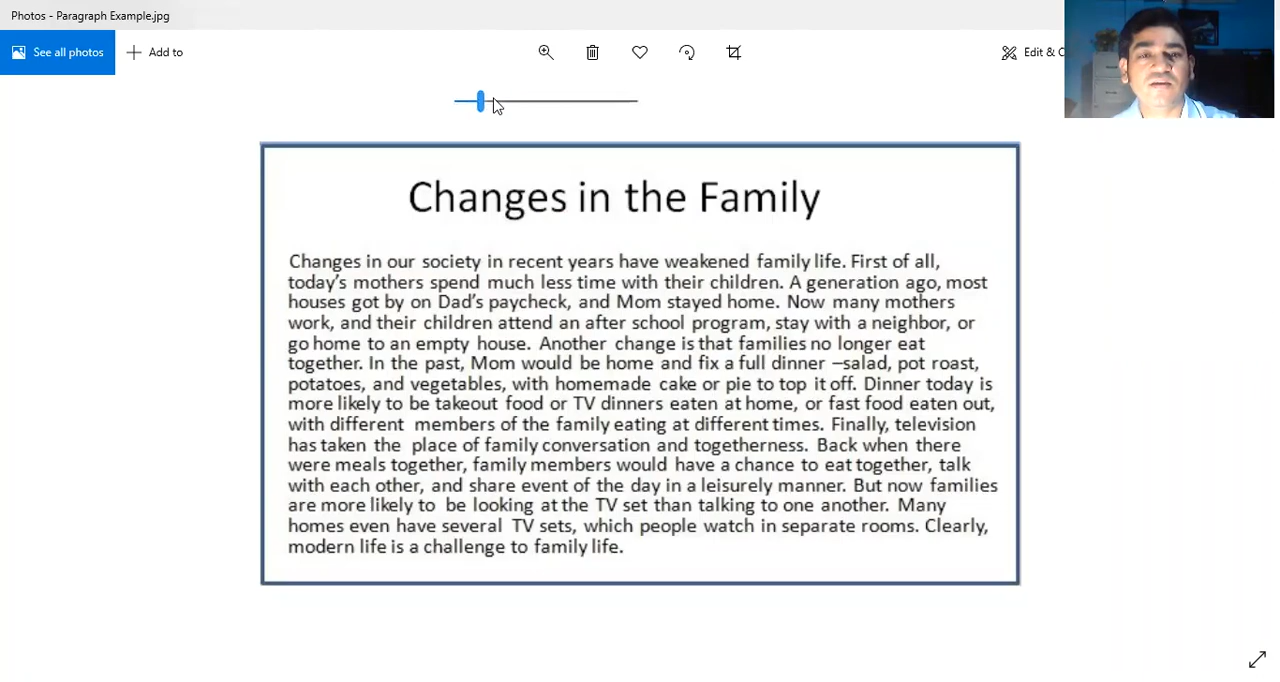 Photos - Paragraph Example.jpg
See all photos
Add to
Edit & C
Changes in the Family
Changes in our society in recent years have weakened family life. First of all,
today's mothers spend much less time with their children. A generation ago, most
houses got by on Dad's paycheck, and Mom stayed home. Now many mothers
work, and their children attend an after school program, stay with a neighbor, or
go home to an empty house. Another change is that families no longer eat
together. In the past, Mom would be home and fix a full dinner –salad, pot roast,
potatoes, and vegetables, with homemade cake or pie to top it off. Dinner today is
more likely to be takeout food or TV dinners eaten at home, or fast food eaten out,
with different members of the family eating at different times. Finally, television
has taken the place of family conversation and togetherness. Back when there
were meals together, family members would have a chance to eat together, talk
with each other, and share event of the day in a leisurely manner. But now families
are more likely to be looking at the TV set than talking to one another. Many
homes even have several TV sets, which people watch in separate rooms. Clearly,
modern life is a challenge to family life.